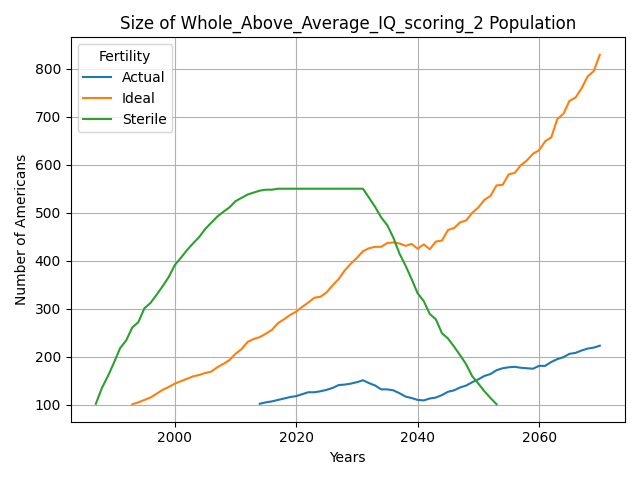 Size of Whole_Above_Average_IQ_scoring_2 Population
Fertility
Actual
Ideal
Sterile
Number of Americans
800
700
600
500
400
300
200
100
2000
2020
2040
2060
Years